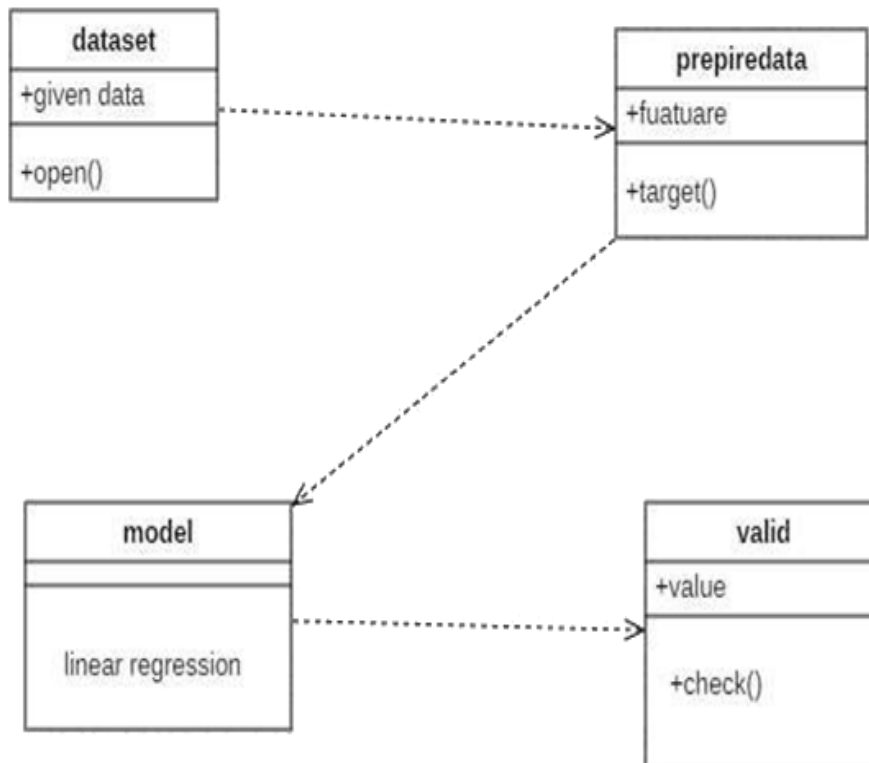 dataset
+given data
+open()
prepiredata
+fuatuare
+target()
model
linear regression
valid
+value
+check()